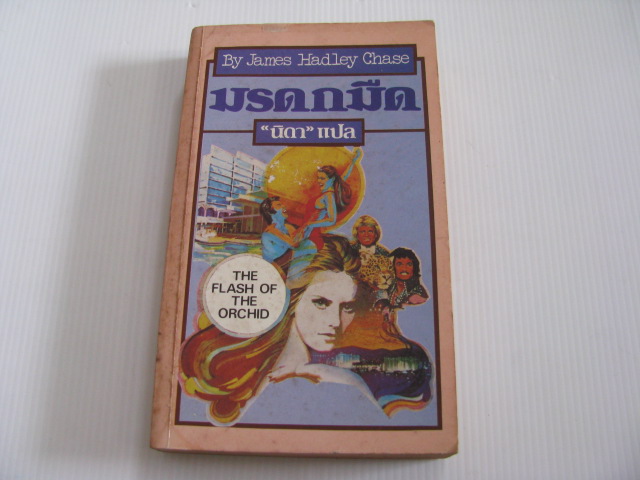 By James Hadley Chase
มรดกมืด
“นิดา” แปล
THE
FLASH OF
THE
ORCHID